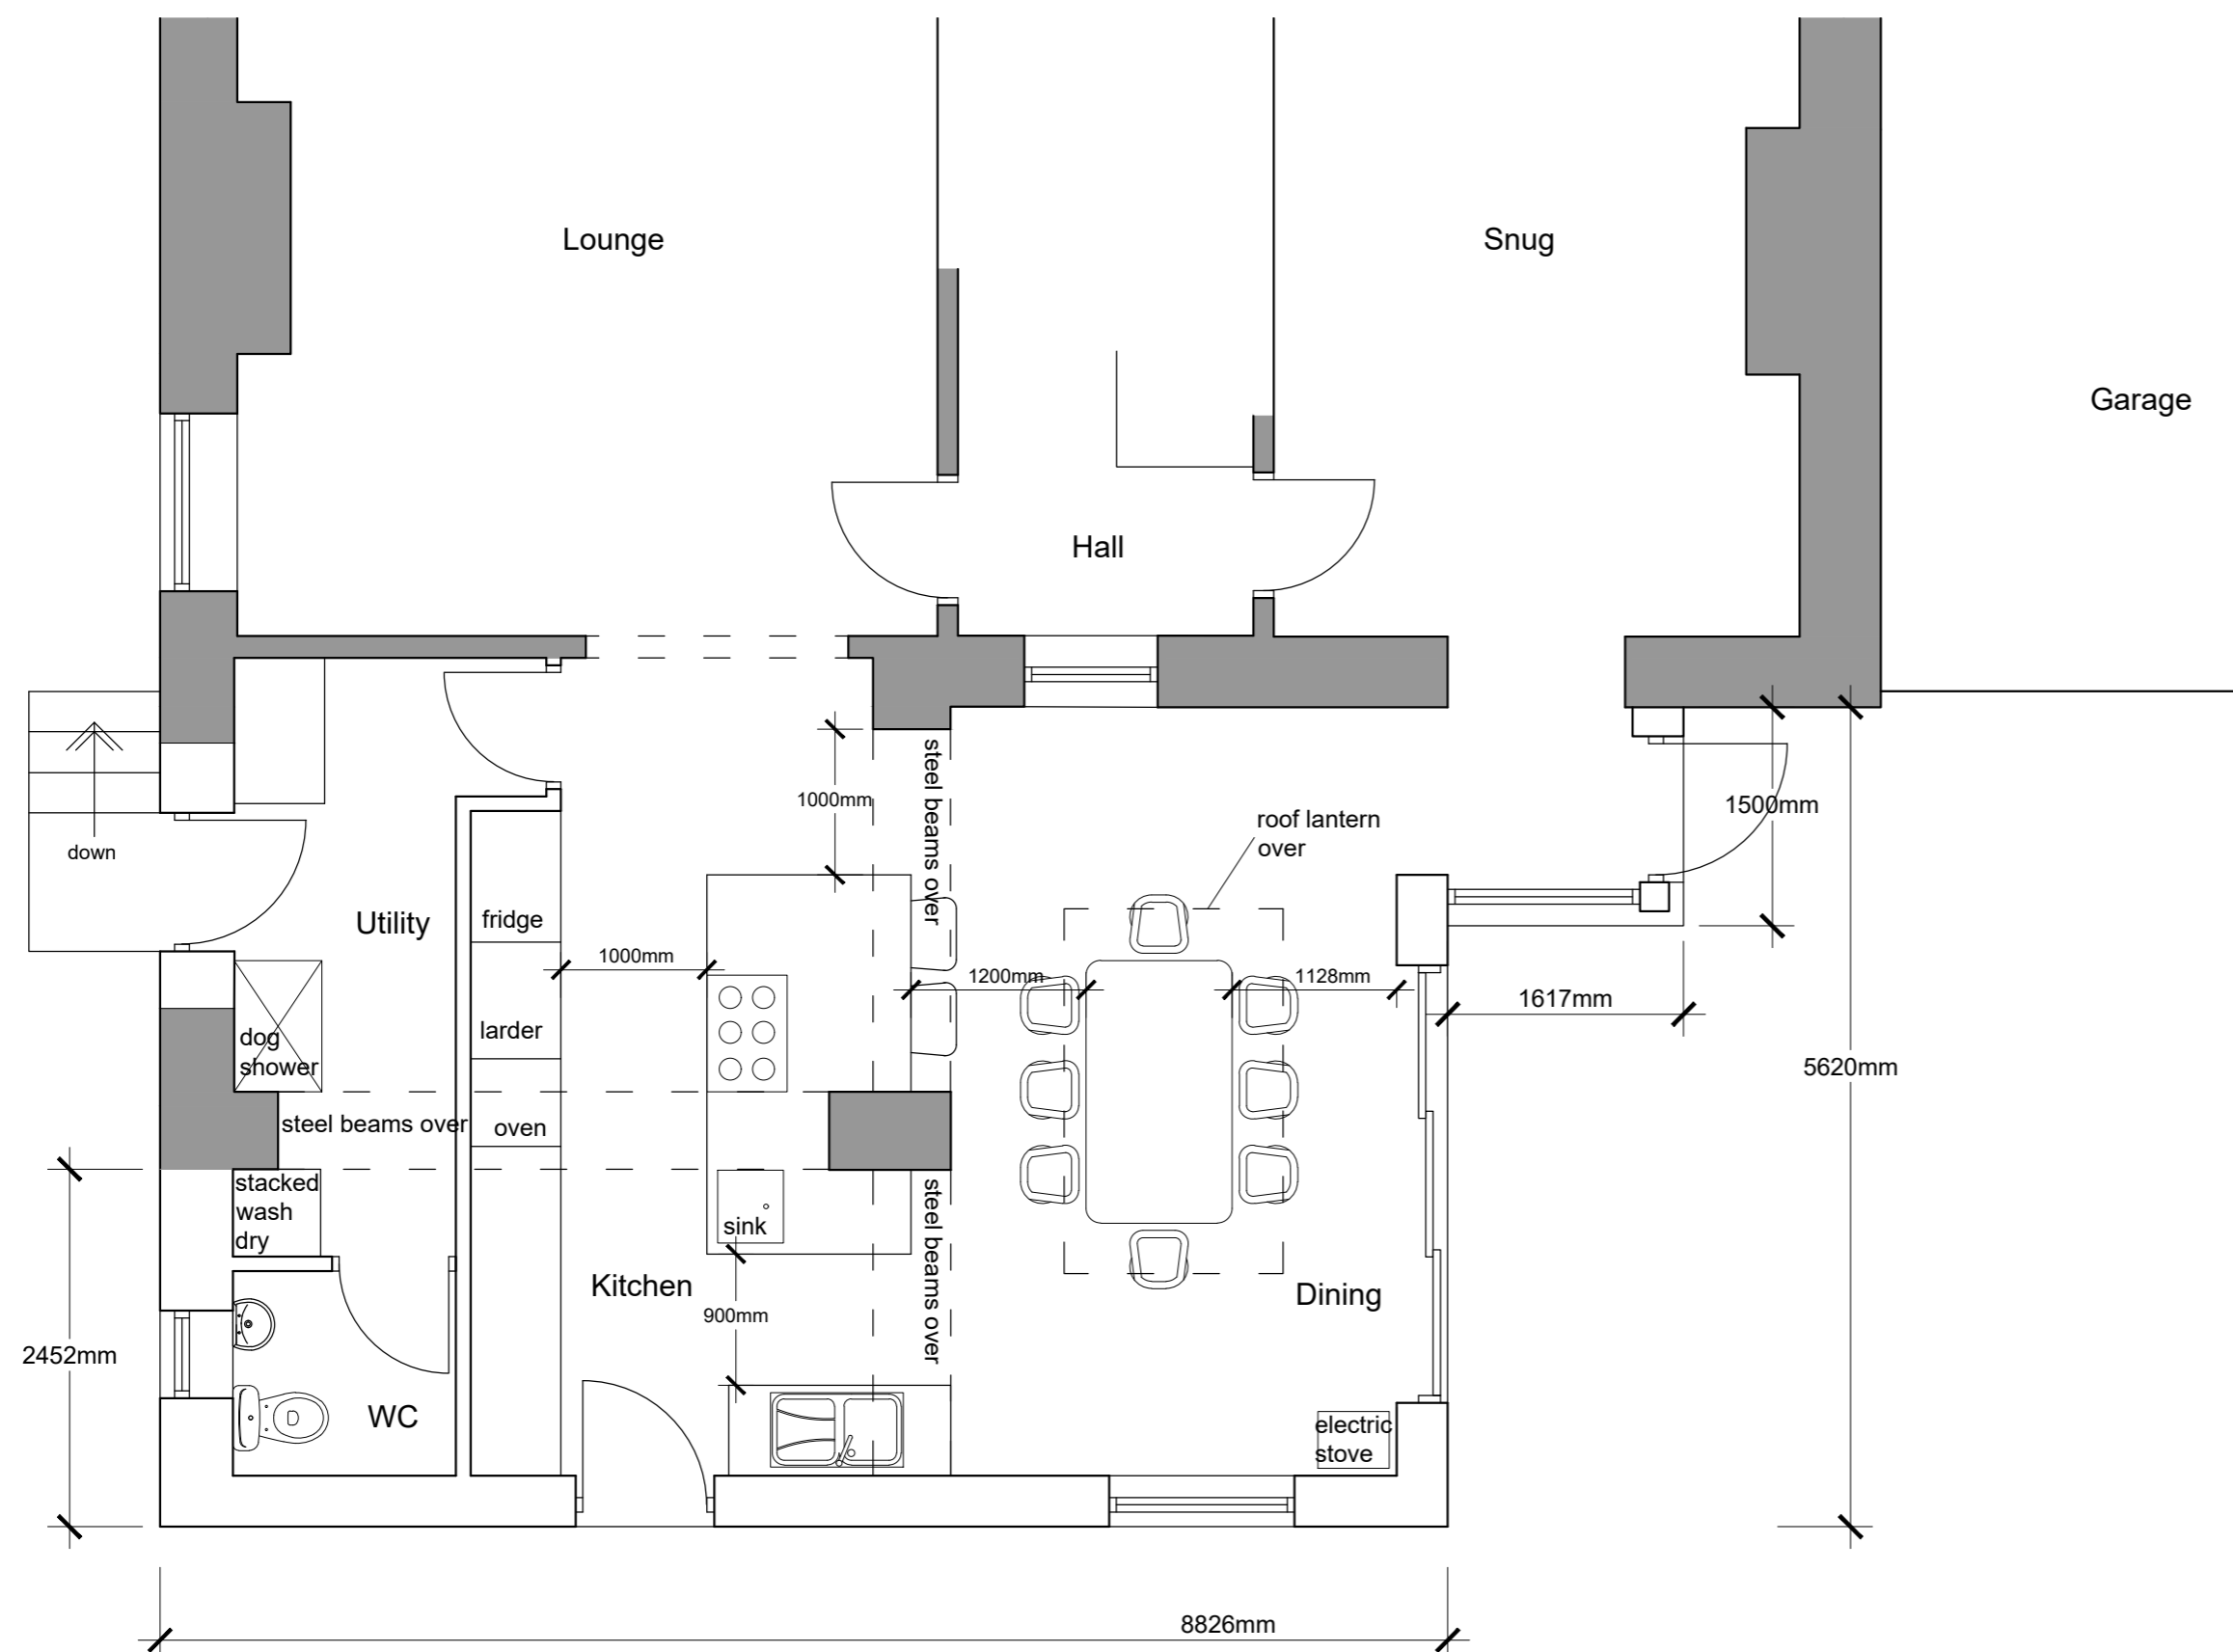 Lounge
Snug
Garage
Hall
steel beams over
1000mm
1500mm
roof lantern
over
down
Utility
fridge
1000mm
1200mm
1128mm
1617mm
larder
dog
shower
5620mm
steel beams over
oven
stacked
wash
dry
sink
steel beams over
Kitchen
Dining
900mm
2452mm
WC
electric
stove
8826mm